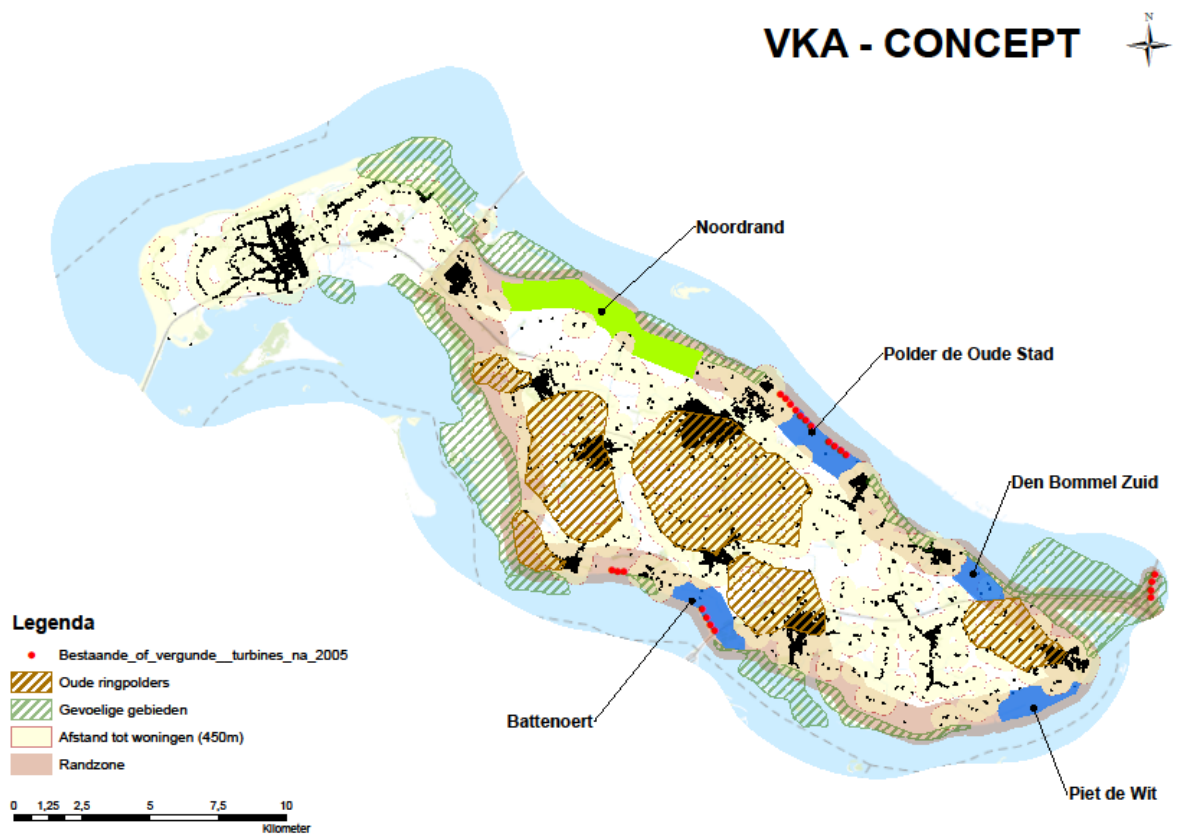 VKA - CONCEPT
N
Noordrand
Polder de Oude Stad
Den Bommel Zuid
Battenoert
Piet de Wit
Legenda
Bestaande_of_vergunde__turbines_na_2005
Oude ringpolders
Gevoelige gebieden
Afstand tot woningen (450m)
Randzone
0 1,25 2,5 5 7,5 10
Kilometer